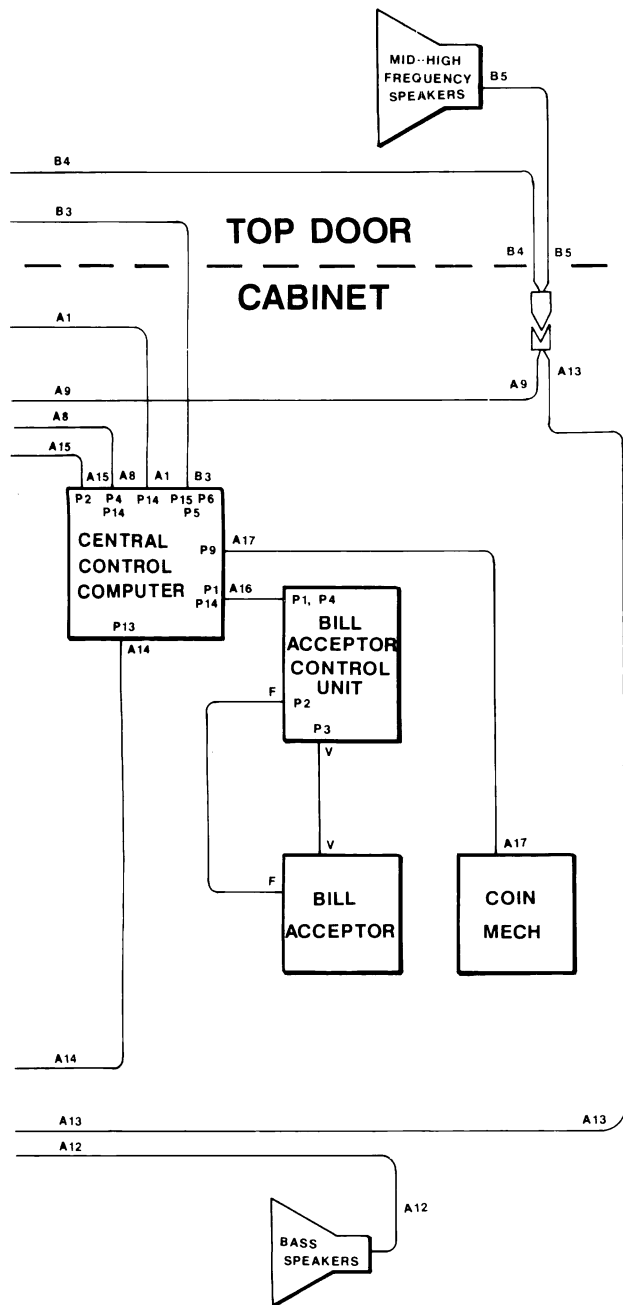 MID--HIGH
FREQUENCY
SPEAKERS
B5
B4
B3
TOP DOOR
B4 B5
CABINET
A1
A9
A9 A13
A8
A15
A15 A8 A1 B3
P2 P4 P14 P15 P6
P14 P5
CENTRAL
CONTROL
COMPUTER
P9
A17
P1
P14
A16
P13
A14
P1, P4
BILL
ACCEPTOR
CONTROL
UNIT
F
P2
P3
V
V
F
BILL
ACCEPTOR
A17
COIN
MECH
A14
A13
A13
A12
A12
BASS
SPEAKERS